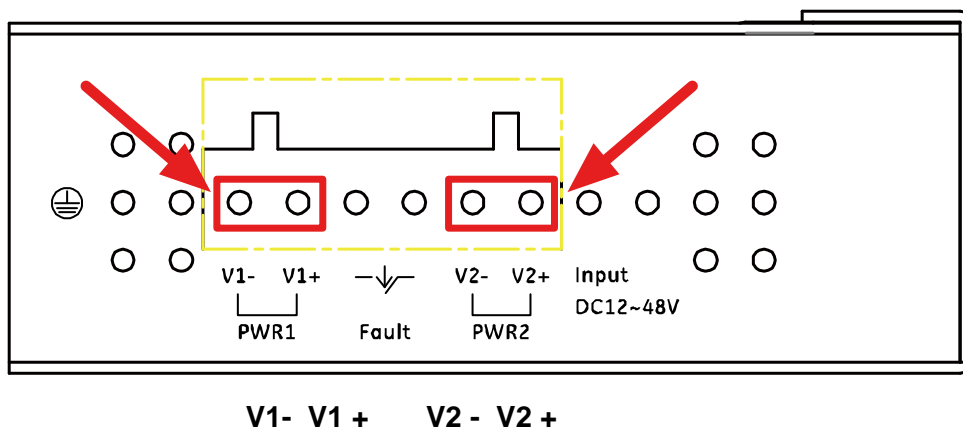 V1- V1+ V2- V2+ Input
DC12~48V
PWR1 Fault PWR2
V1- V1 + V2 - V2 +